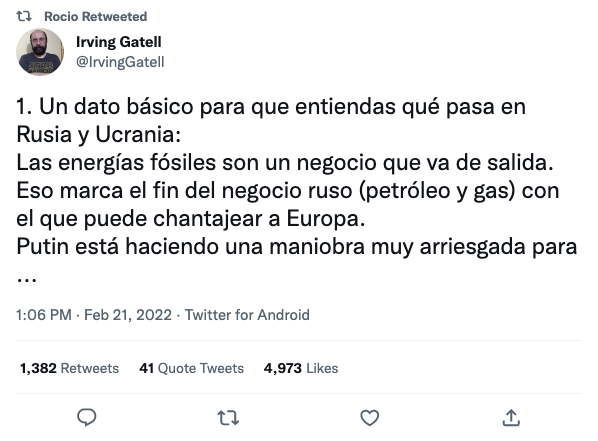 Rocio Retweeted
Irving Gatell
@IrvingGatell
1. Un dato básico para que entiendas qué pasa en
Rusia y Ucrania:
Las energías fósiles son un negocio que va de salida.
Eso marca el fin del negocio ruso (petróleo y gas) con
el que puede chantajear a Europa.
Putin está haciendo una maniobra muy arriesgada para
...
1:06 PM · Feb 21, 2022 · Twitter for Android
1,382 Retweets 41 Quote Tweets 4,973 Likes